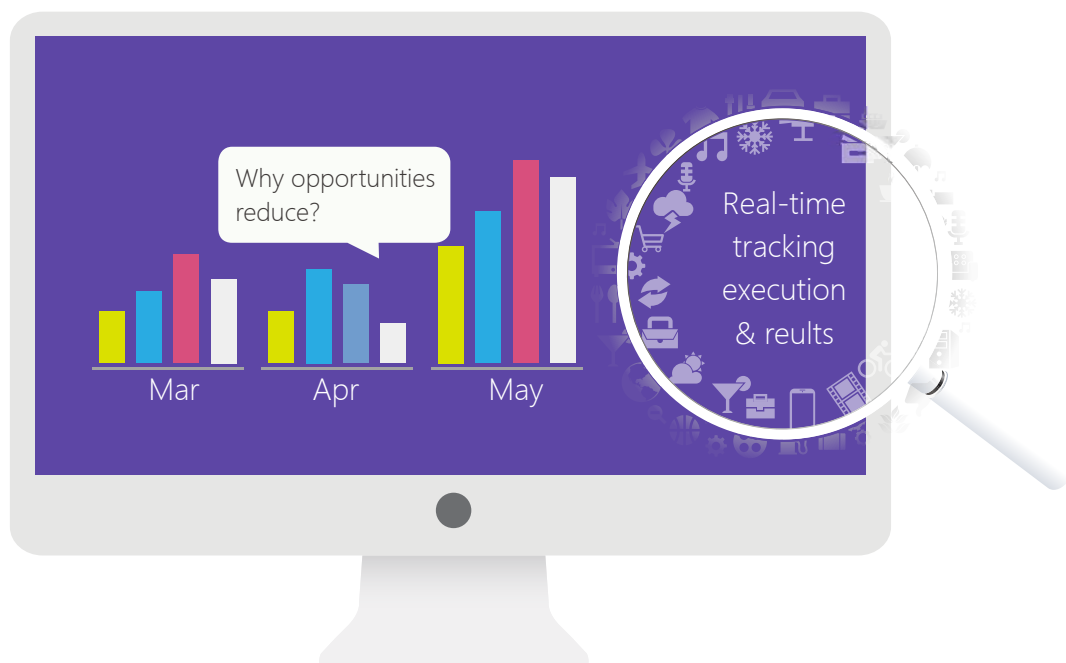 Why opportunities
reduce?
Mar
Apr
May
Real-time
tracking
execution
& reults